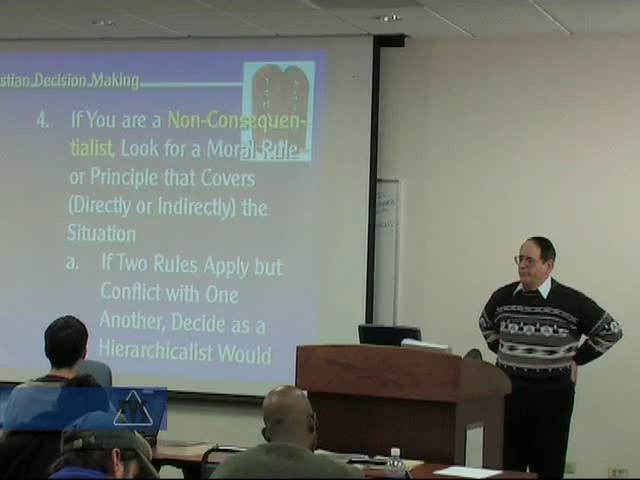 stian Decision Making
4. If You are a Non-Consequen-
tialist, Look for a Moral Rule
or Principle that Covers
(Directly or Indirectly) the
Situation
a. If Two Rules Apply but
Conflict with One
Another, Decide as a
Hierarchicalist Would